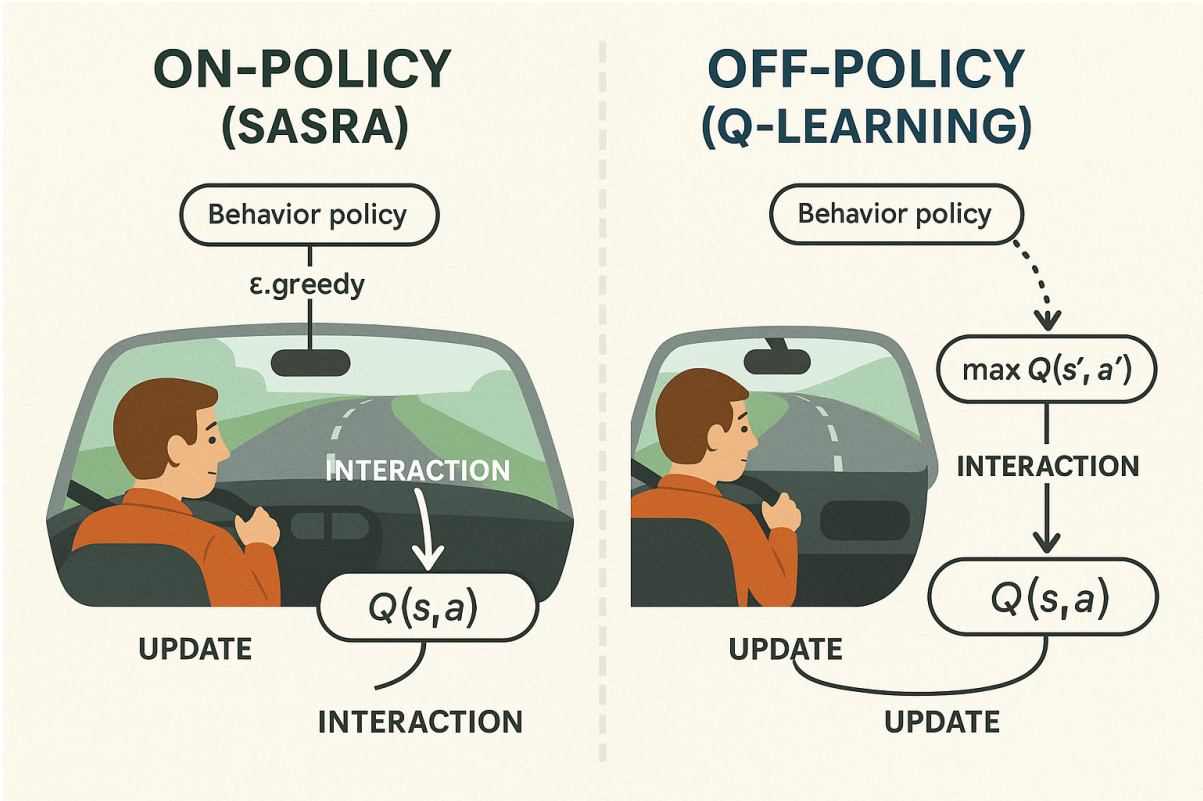 ON-POLICY
(SASRA)
Behavior policy
ε.greedy
INTERACTION
Q(s,a)
UPDATE
INTERACTION
OFF-POLICY
(Q-LEARNING)
Behavior policy
max Q(s′, a′)
INTERACTION
Q(s,a)
UPDATE
UPDATE